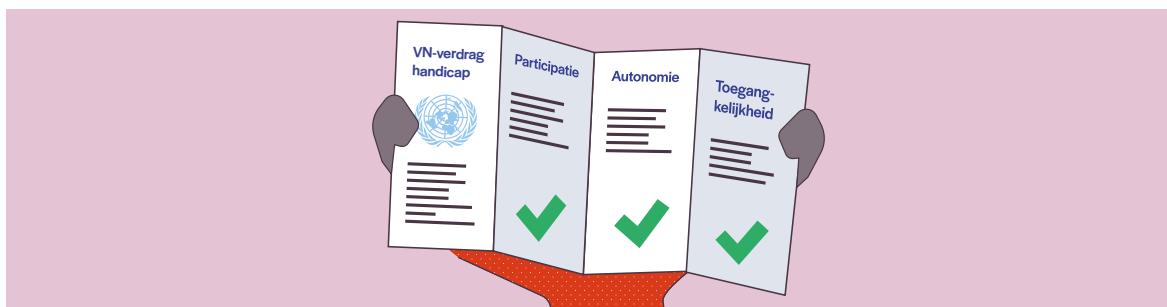 VN-verdrag
handicap
Participatie
Autonomie
Toegang-
kelijkheid